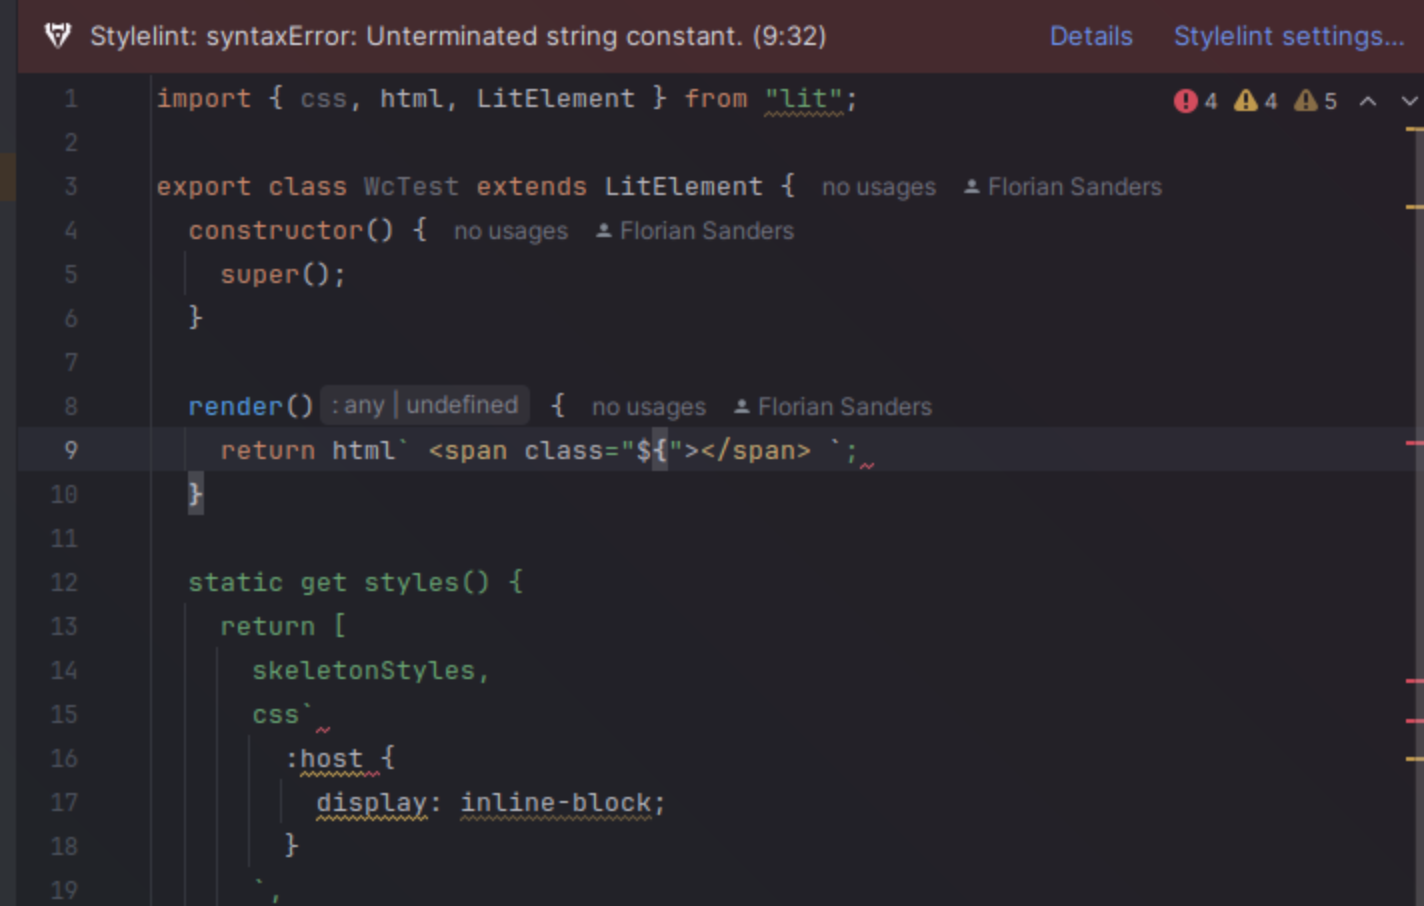 Stylelint: syntaxError: Unterminated string constant. (9:32) Details Stylelint settings...
1 import { css, html, LitElement } from "lit"; 4 4 5
2
3 export class WcTest extends LitElement { no usages Florian Sanders
4 constructor() { no usages Florian Sanders
5 super();
6 }
7
8 render() : any | undefined { no usages Florian Sanders
9 return html` <span class="${"></span> `;
10 }
11
12 static get styles() {
13 return [
14 skeletonStyles,
15 css`
16 :host {
17 display: inline-block;
18 }
19 `,